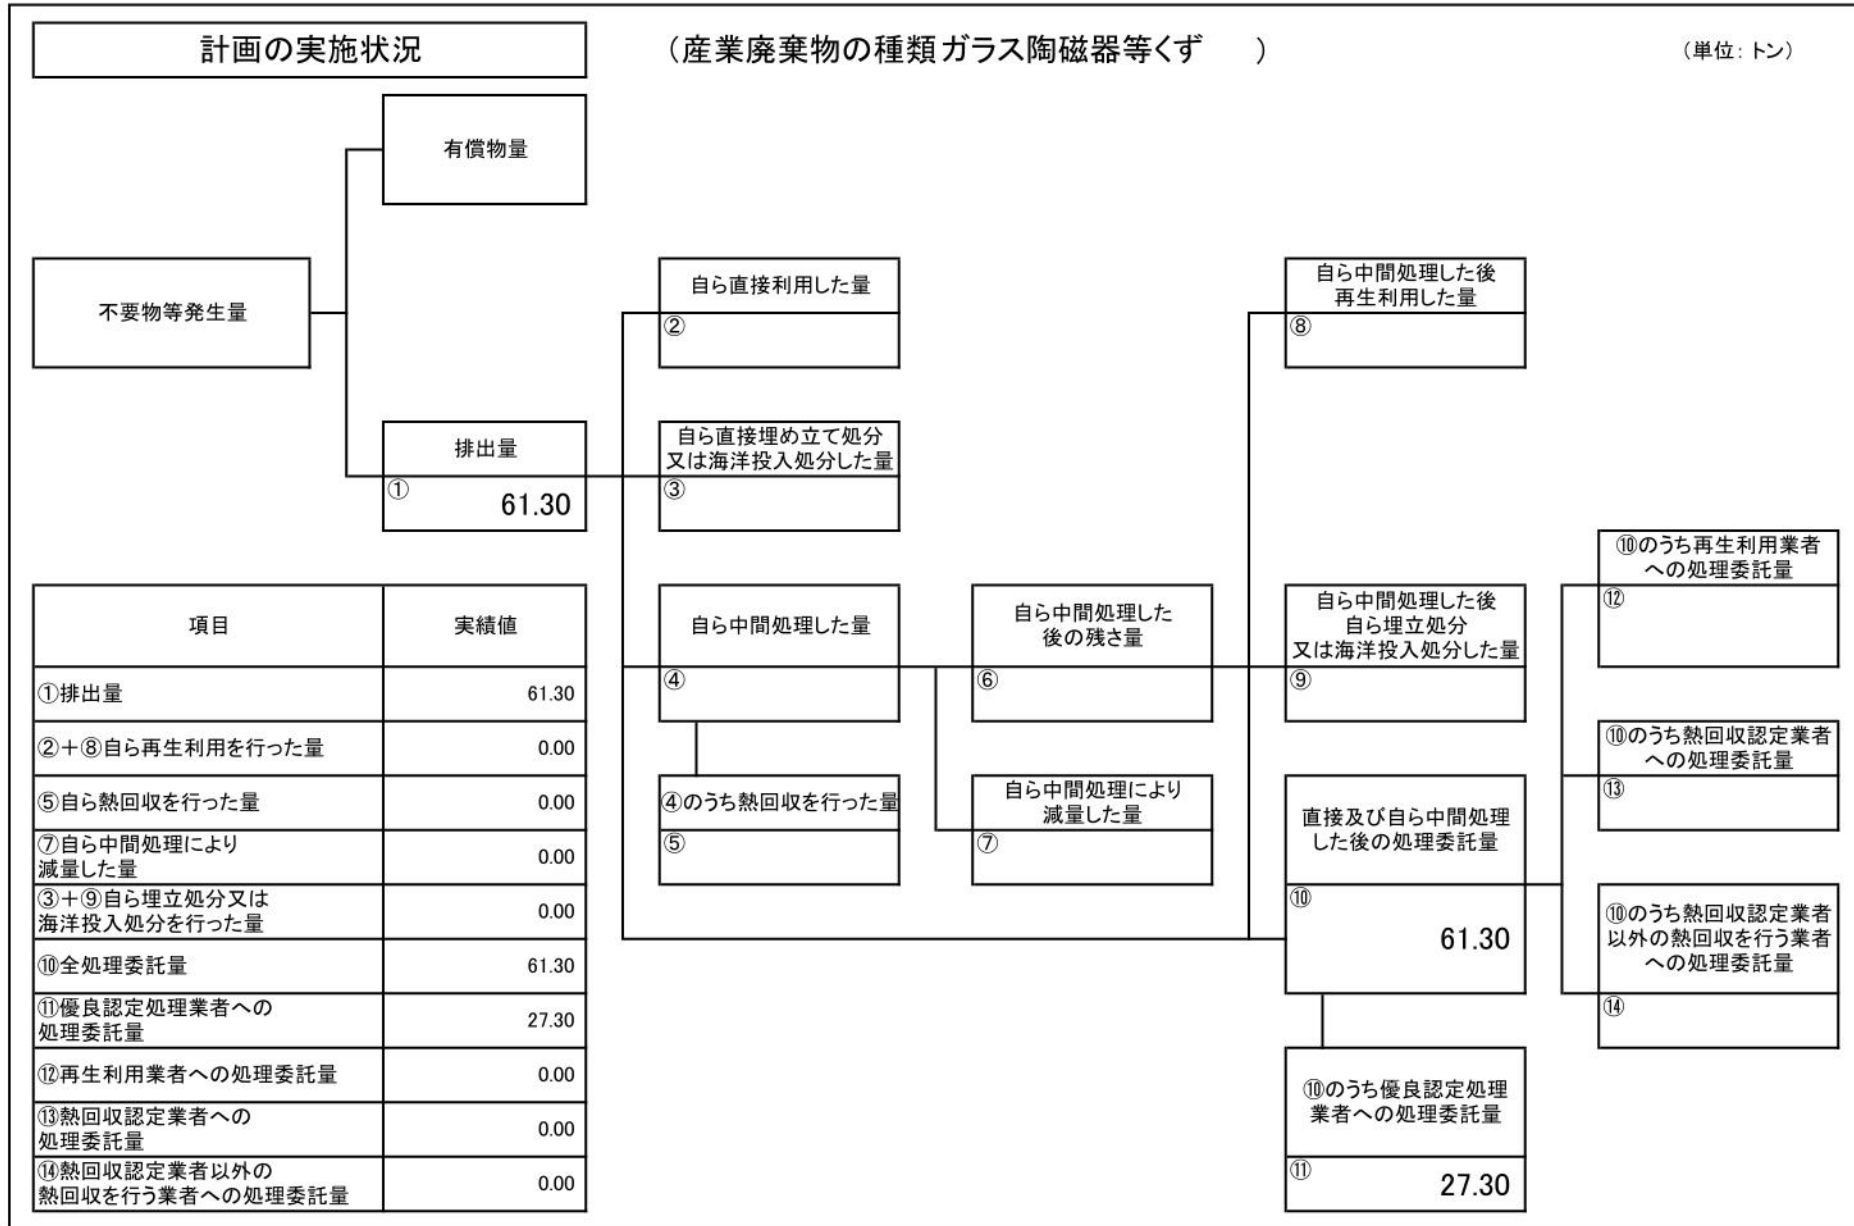 計画の実施状況
（産業廃棄物の種類ガラス陶磁器等くず　　）
（単位：トン）
有償物量
不要物等発生量
自ら直接利用した量
②
自ら中間処理した後
再生利用した量
⑧
排出量
① 61.30
自ら直接埋め立て処分
又は海洋投入処分した量
③
⑩のうち再生利用業者
への処理委託量
⑫
自ら中間処理した量
④
自ら中間処理した
後の残さ量
⑥
自ら中間処理した後
自ら埋立処分
又は海洋投入処分した量
⑨
⑩のうち熱回収認定業者
への処理委託量
⑬
④のうち熱回収を行った量
⑤
自ら中間処理により
減量した量
⑦
直接及び自ら中間処理
した後の処理委託量
⑩
61.30
⑩のうち熱回収認定業者
以外の熱回収を行う業者
への処理委託量
⑭
⑩のうち優良認定処理
業者への処理委託量
⑪
27.30
項目 実績値
①排出量 61.30
②＋⑧自ら再生利用を行った量 0.00
⑤自ら熱回収を行った量 0.00
⑦自ら中間処理により
減量した量 0.00
③＋⑨自ら埋立処分又は
海洋投入処分を行った量 0.00
⑩全処理委託量 61.30
⑪優良認定処理業者への
処理委託量 27.30
⑫再生利用業者への処理委託量 0.00
⑬熱回収認定業者への
処理委託量 0.00
⑭熱回収認定業者以外の
熱回収を行う業者への処理委託量 0.00